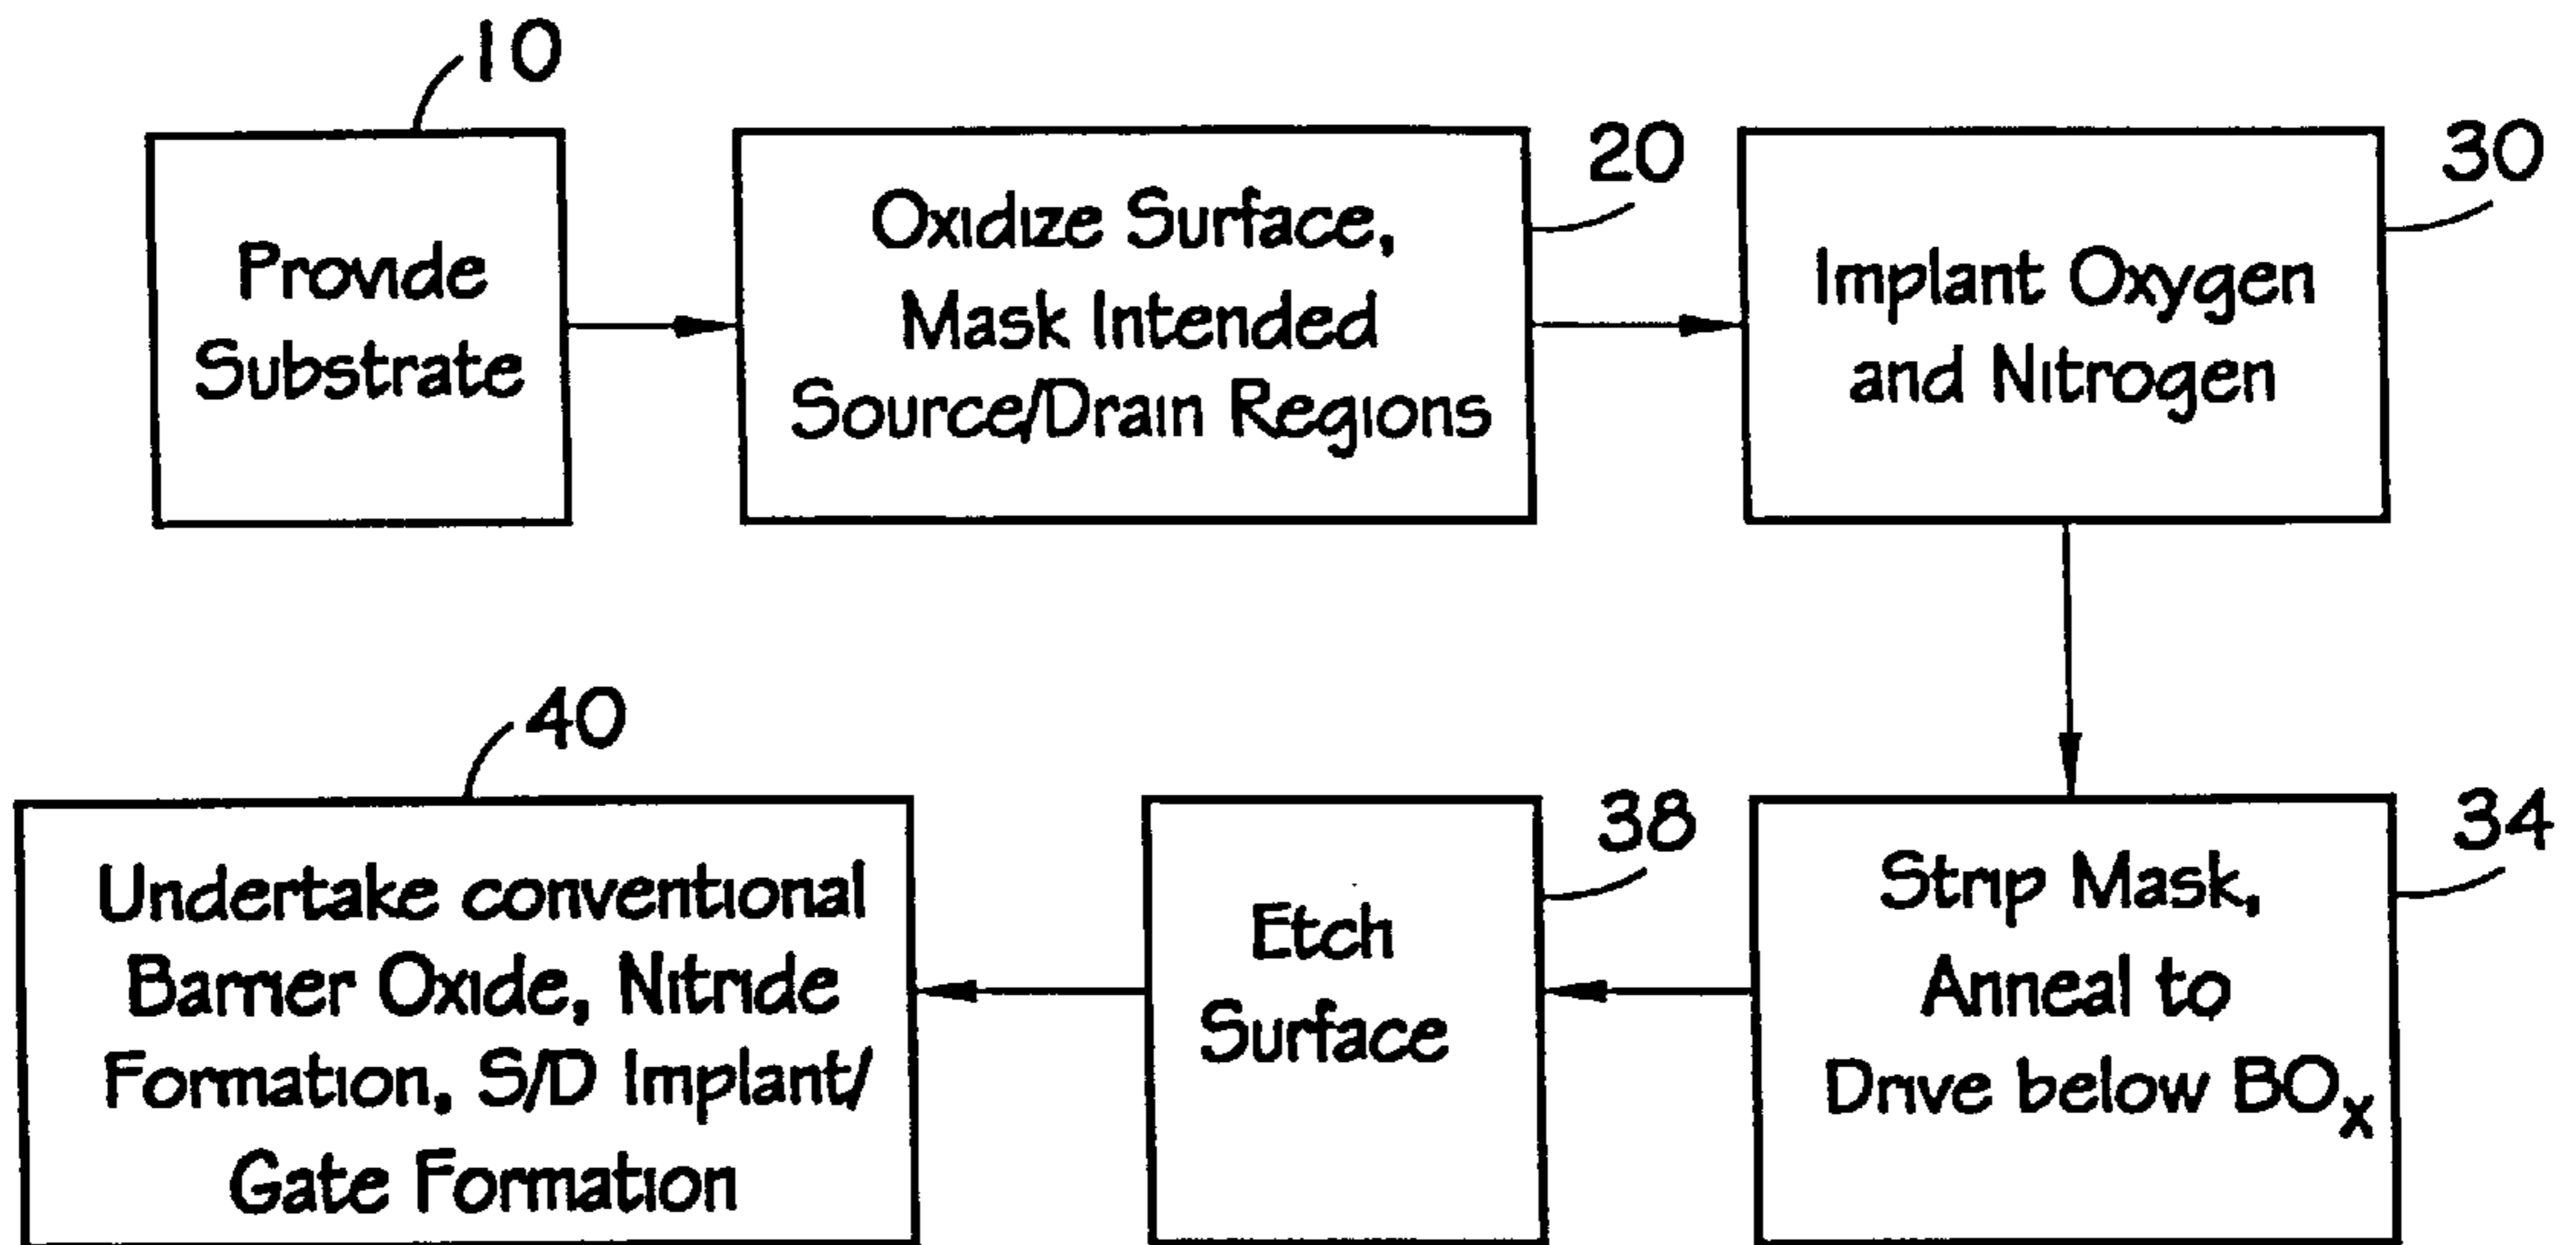 10
Provide
Substrate
20
Oxidize Surface,
Mask Intended
Source/Drain Regions
30
Implant Oxygen
and Nitrogen
34
Strip Mask,
Anneal to
Drive below BOx
38
Etch
Surface
40
Undertake conventional
Barrier Oxide, Nitride
Formation, S/D Implant/
Gate Formation